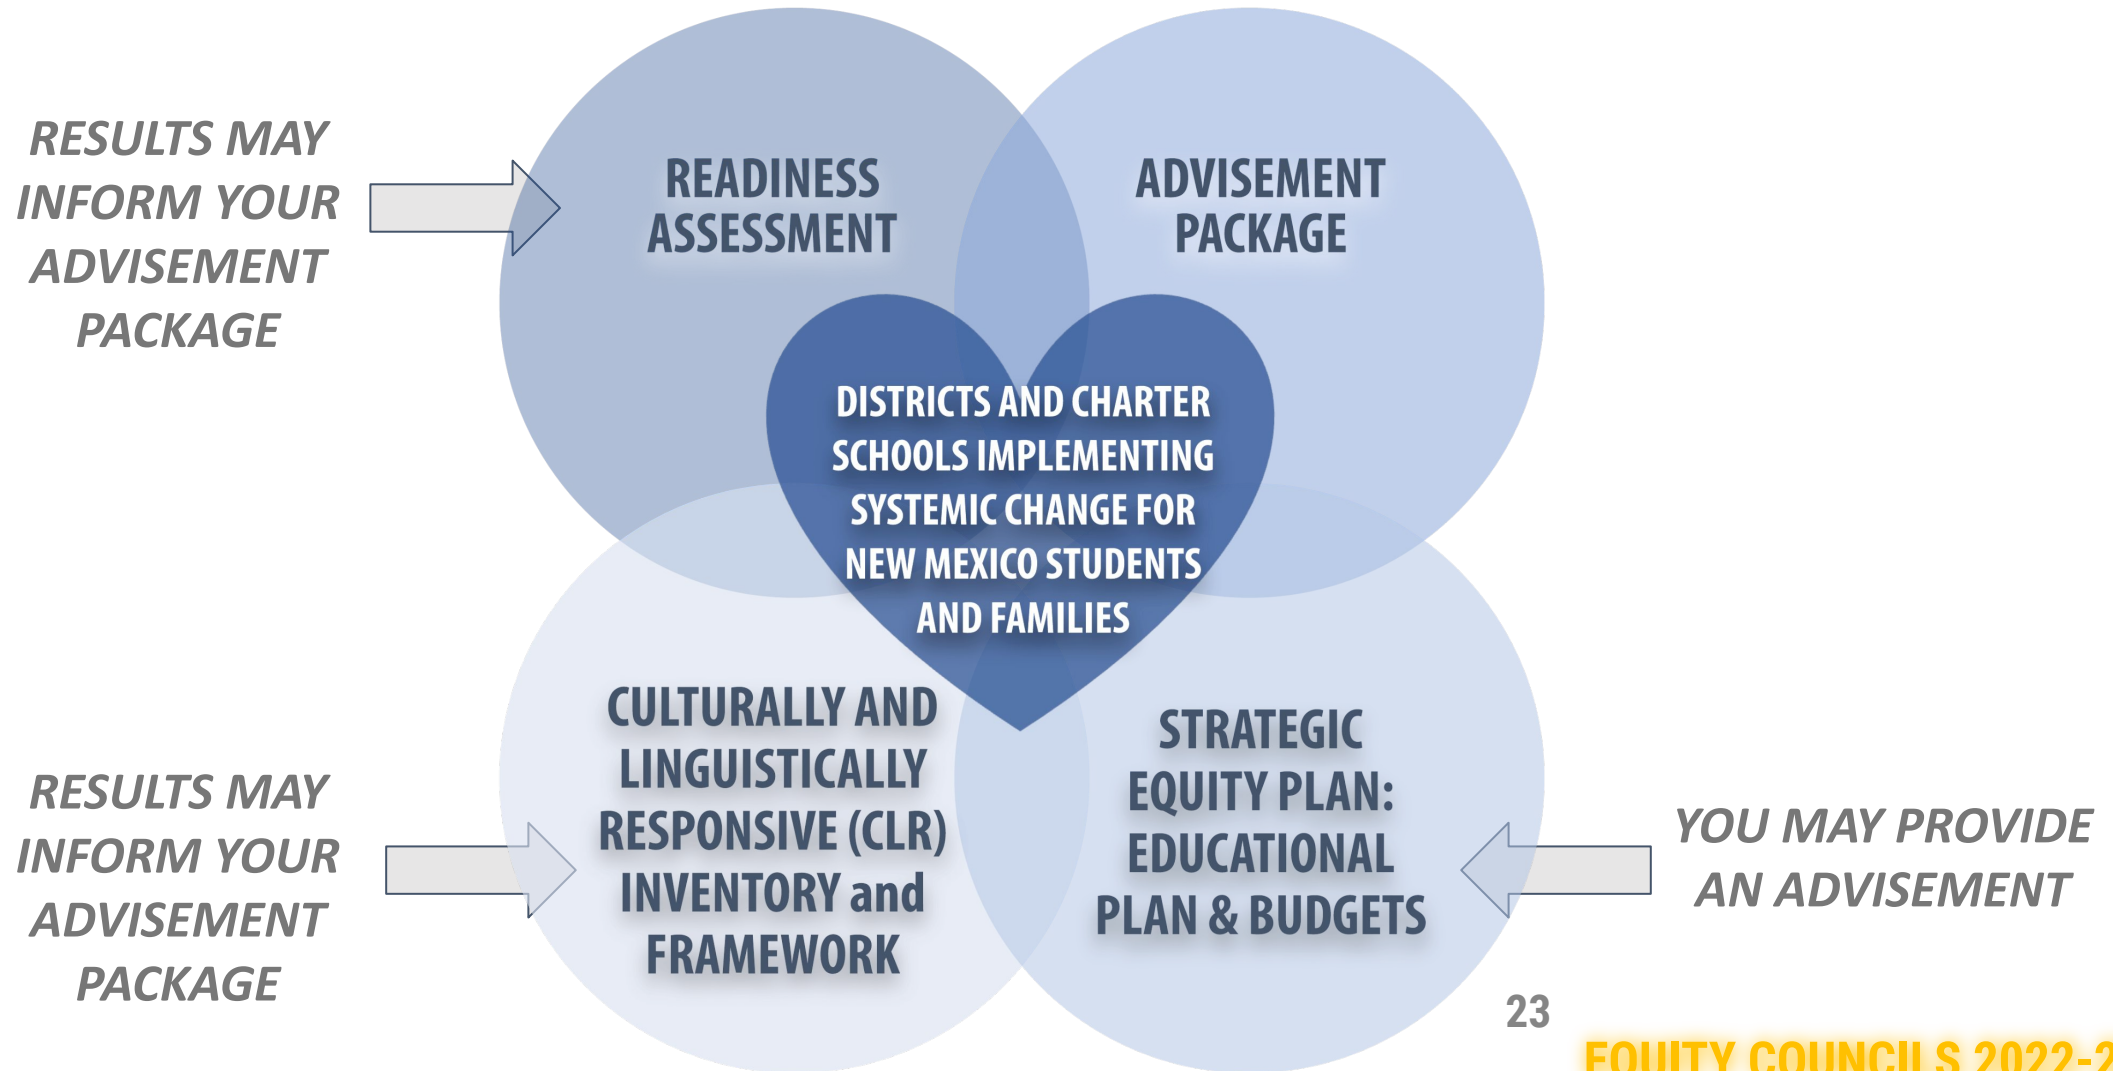 RESULTS MAY
INFORM YOUR
ADVISEMENT
PACKAGE
READINESS
ASSESSMENT
ADVISEMENT
PACKAGE
DISTRICTS AND CHARTER
SCHOOLS IMPLEMENTING
SYSTEMIC CHANGE FOR
NEW MEXICO STUDENTS
AND FAMILIES
RESULTS MAY
INFORM YOUR
ADVISEMENT
PACKAGE
CULTURALLY AND
LINGUISTICALLY
RESPONSIVE (CLR)
INVENTORY and
FRAMEWORK
STRATEGIC
EQUITY PLAN:
EDUCATIONAL
PLAN & BUDGETS
YOU MAY PROVIDE
AN ADVISEMENT
23
EQUITY COUNCILS 2022-2